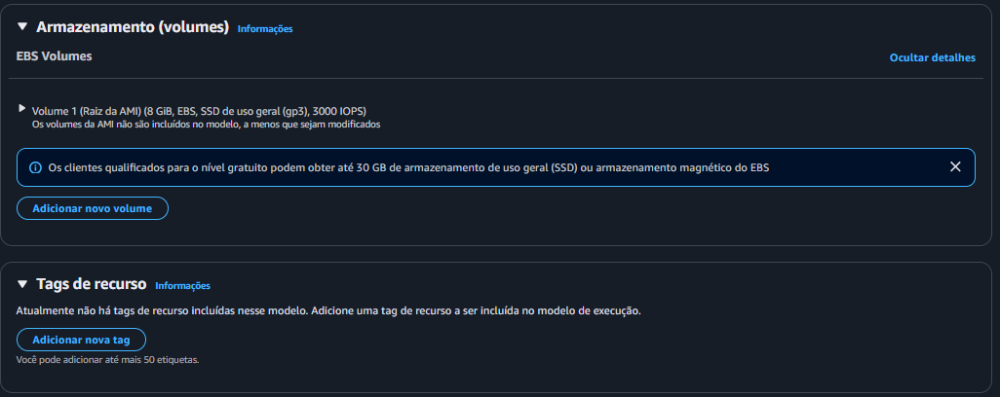 Armazenamento (volumes) Informações
EBS Volumes Ocultar detalhes
Volume 1 (Raiz da AMI) (8 GiB, EBS, SSD de uso geral (gp3), 3000 IOPS)
Os volumes da AMI não são incluídos no modelo, a menos que sejam modificados
Os clientes qualificados para o nível gratuito podem obter até 30 GB de armazenamento de uso geral (SSD) ou armazenamento magnético do EBS
Adicionar novo volume
Tags de recurso Informações
Atualmente não há tags de recurso incluídas nesse modelo. Adicione uma tag de recurso a ser incluída no modelo de execução.
Adicionar nova tag
Você pode adicionar até mais 50 etiquetas.